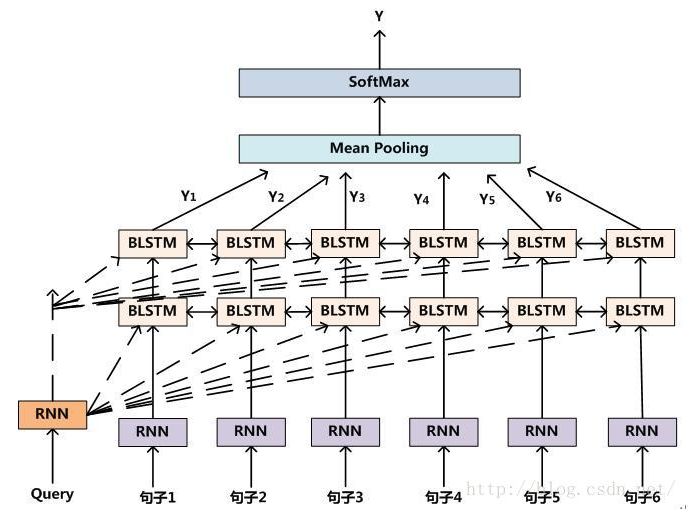 Y
SoftMax
Mean Pooling
Y1 Y2 Y3 Y4 Y5 Y6
BLSTM BLSTM BLSTM BLSTM BLSTM BLSTM
BLSTM BLSTM BLSTM BLSTM BLSTM BLSTM
RNN
RNN RNN RNN RNN RNN RNN
Query 句子1 句子2 句子3 句子4 句子5 句子6
http://blog.csdn.net/